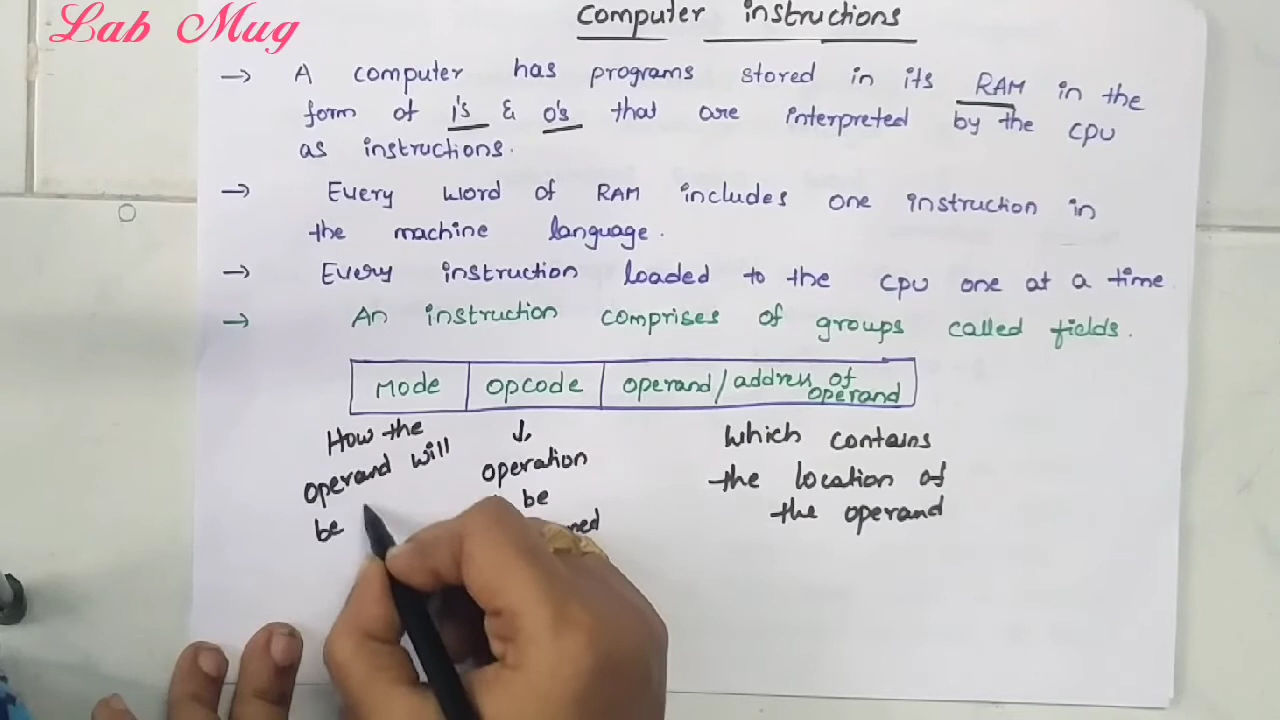 Lab Mug
Computer instructions
→ A computer has programs stored in its RAM in the
form of 1's & 0's that are interpreted by the CPU
as instructions.
→ Every word of RAM includes one instruction in
the machine language.
→ Every instruction loaded to the CPU one at a time.
→ An instruction comprises of groups called fields.
Mode opcode operand/address of operand
How the
operand will
be
↓
operation
be
which contains
the location of
the operand